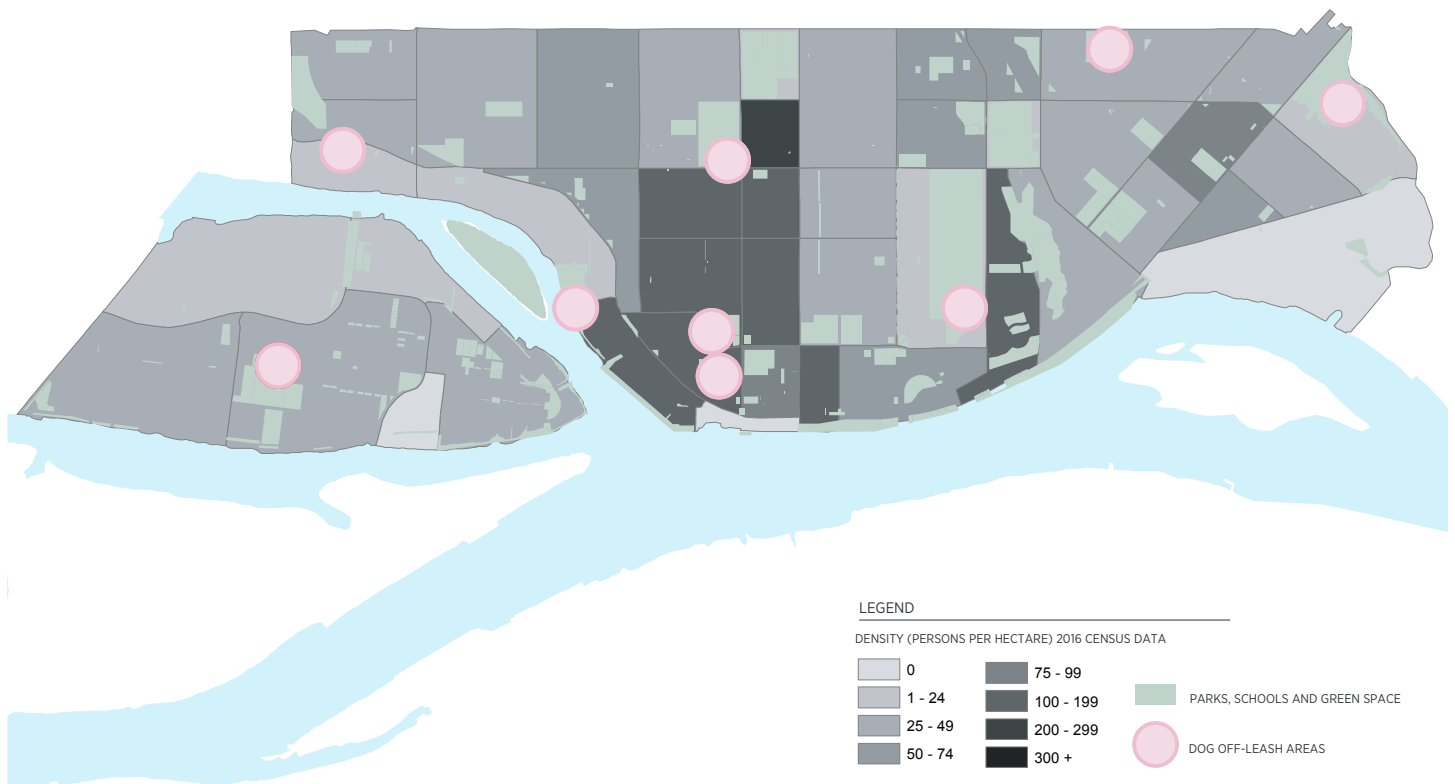 LEGEND
DENSITY (PERSONS PER HECTARE) 2016 CENSUS DATA
0
1 - 24
25 - 49
50 - 74
75 - 99
100 - 199
200 - 299
300 +
PARKS, SCHOOLS AND GREEN SPACE
DOG OFF-LEASH AREAS